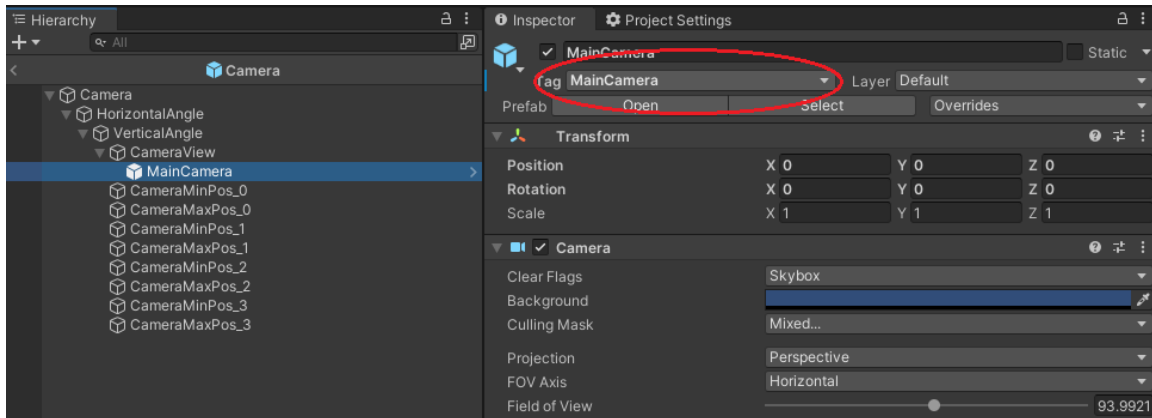 Hierarchy
All
Camera
Camera
HorizontalAngle
VerticalAngle
CameraView
MainCamera
CameraMinPos_0
CameraMaxPos_0
CameraMinPos_1
CameraMaxPos_1
CameraMinPos_2
CameraMaxPos_2
CameraMinPos_3
CameraMaxPos_3
Inspector Project Settings
MainCamera Static
Tag MainCamera Layer Default
Prefab Open Select Overrides
Transform
Position X 0 Y 0 Z 0
Rotation X 0 Y 0 Z 0
Scale X 1 Y 1 Z 1
Camera
Clear Flags Skybox
Background
Culling Mask Mixed...
Projection Perspective
FOV Axis Horizontal
Field of View 93.9921